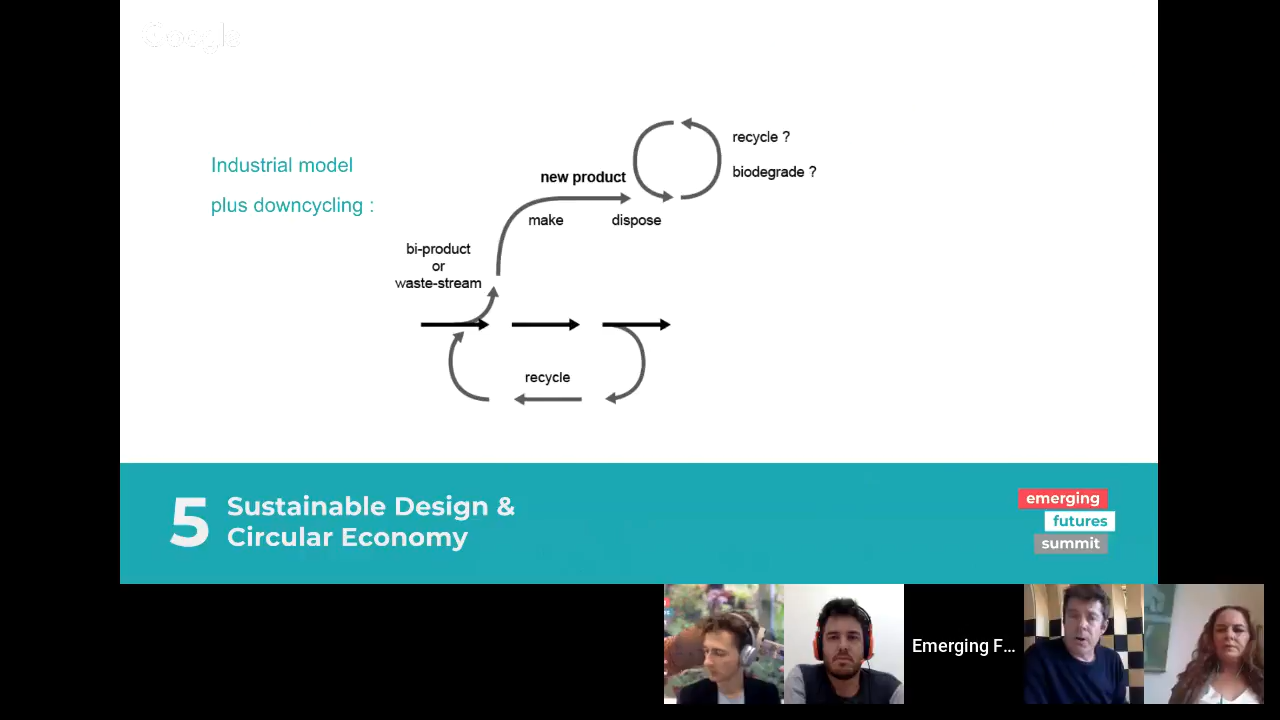 Google
Industrial model
plus downcycling :
recycle ?
biodegrade ?
new product
make
dispose
bi-product
or
waste-stream
recycle
5
Sustainable Design &
Circular Economy
emerging
futures
summit
Emerging F...